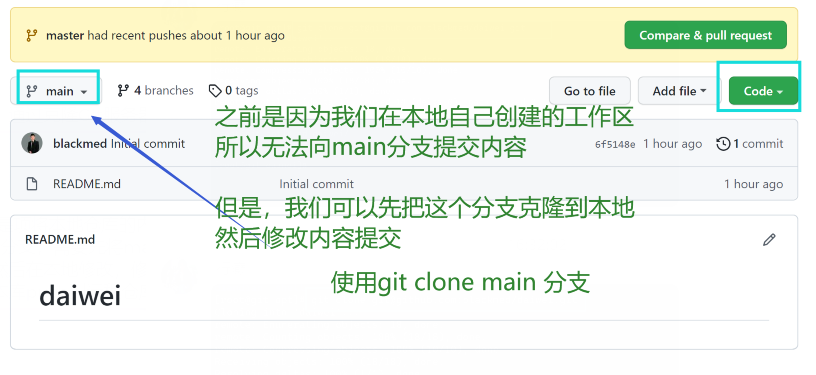 master had recent pushes about 1 hour ago
Compare & pull request
main
4 branches
0 tags
Go to file
Add file
Code
之前是因为我们在本地自己创建的工作区
所以无法向main分支提交内容
blackmed Initial commit
6f5148e 1 hour ago
1 commit
README.md
Initial commit
1 hour ago
但是，我们可以先把这个分支克隆到本地
然后修改内容提交
README.md
使用git clone main 分支
daiwei